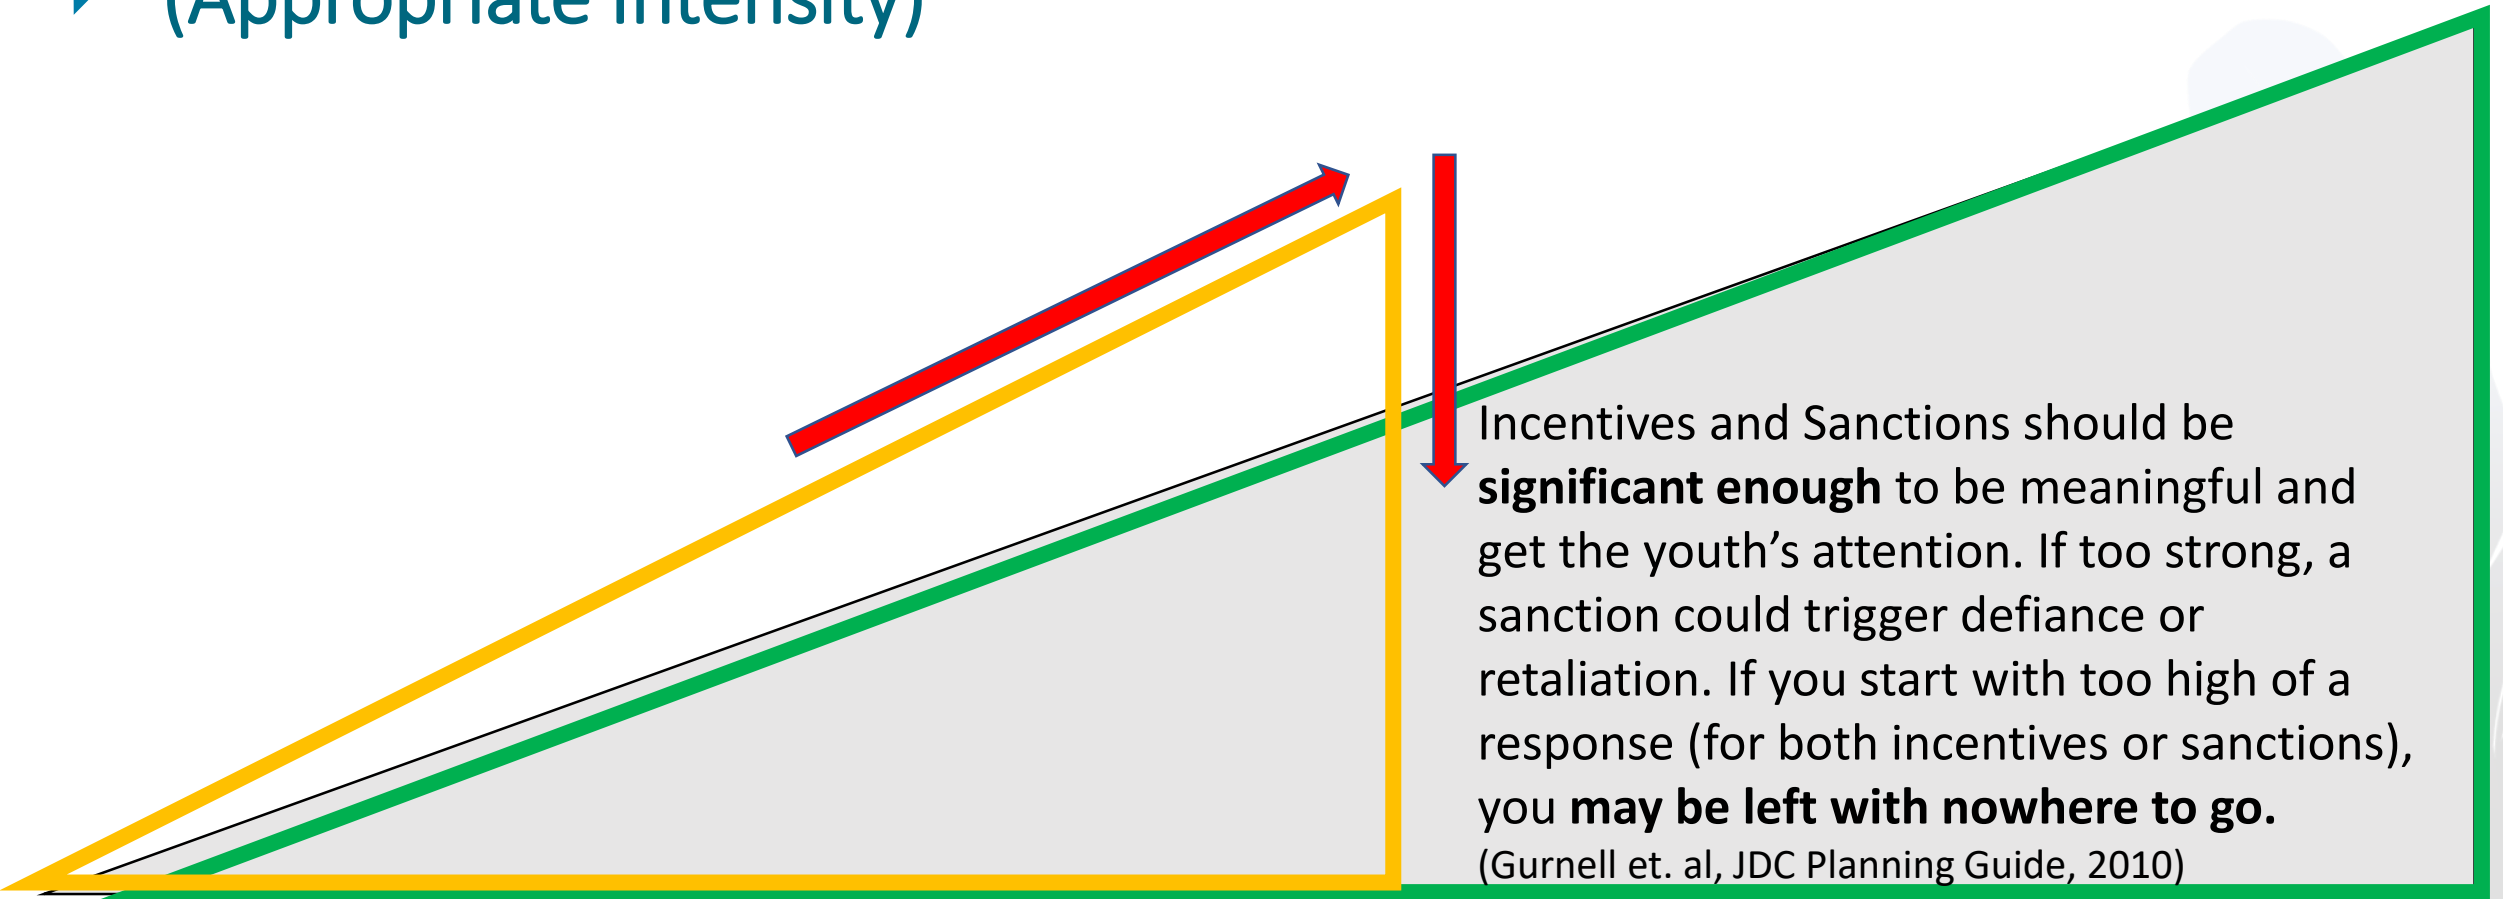 (Appropriate Intensity)
Incentives and Sanctions should be
significant enough to be meaningful and
get the youth’s attention. If too strong, a
sanction could trigger defiance or
retaliation. If you start with too high of a
response (for both incentives or sanctions),
you may be left with nowhere to go.
(Gurnell et. al, JDC Planning Guide, 2010)